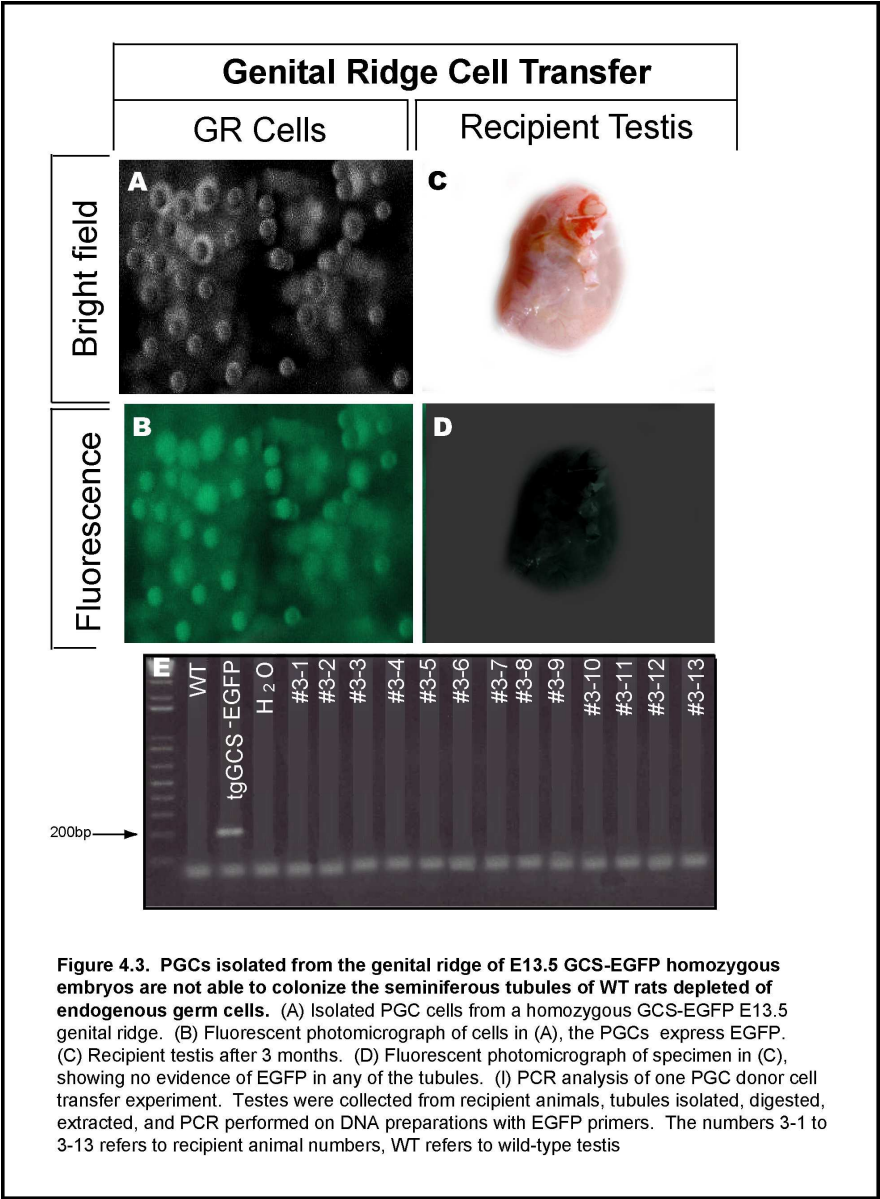 Genital Ridge Cell Transfer
GR Cells
Recipient Testis
Bright field
A
C
Fluorescence
B
D
E
WT
tgGCS-EGFP
H2O
#3-1
#3-2
#3-3
#3-4
#3-5
#3-6
#3-7
#3-8
#3-9
#3-10
#3-11
#3-12
#3-13
200bp
Figure 4.3. PGCs isolated from the genital ridge of E13.5 GCS-EGFP homozygous
embryos are not able to colonize the seminiferous tubules of WT rats depleted of
endogenous germ cells. (A) Isolated PGC cells from a homozygous GCS-EGFP E13.5
genital ridge. (B) Fluorescent photomicrograph of cells in (A), the PGCs express EGFP.
(C) Recipient testis after 3 months. (D) Fluorescent photomicrograph of specimen in (C),
showing no evidence of EGFP in any of the tubules. (I) PCR analysis of one PGC donor cell
transfer experiment. Testes were collected from recipient animals, tubules isolated, digested,
extracted, and PCR performed on DNA preparations with EGFP primers. The numbers 3-1 to
3-13 refers to recipient animal numbers, WT refers to wild-type testis